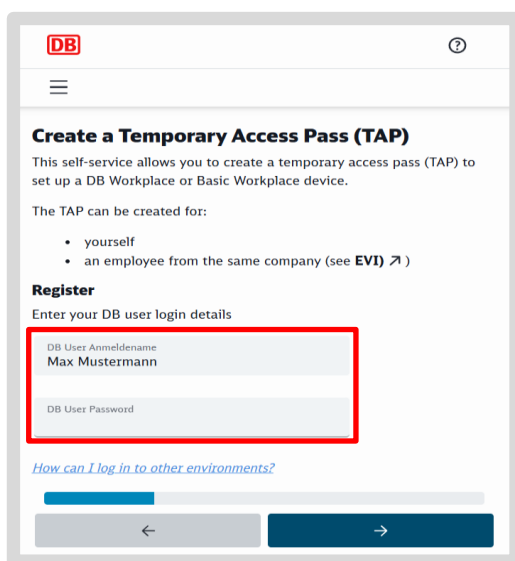 DB
Create a Temporary Access Pass (TAP)
This self-service allows you to create a temporary access pass (TAP) to
set up a DB Workplace or Basic Workplace device.
The TAP can be created for:
• yourself
• an employee from the same company (see EVI) ↗ )
Register
Enter your DB user login details
DB User Anmeldename
Max Mustermann
DB User Password
How can I log in to other environments?